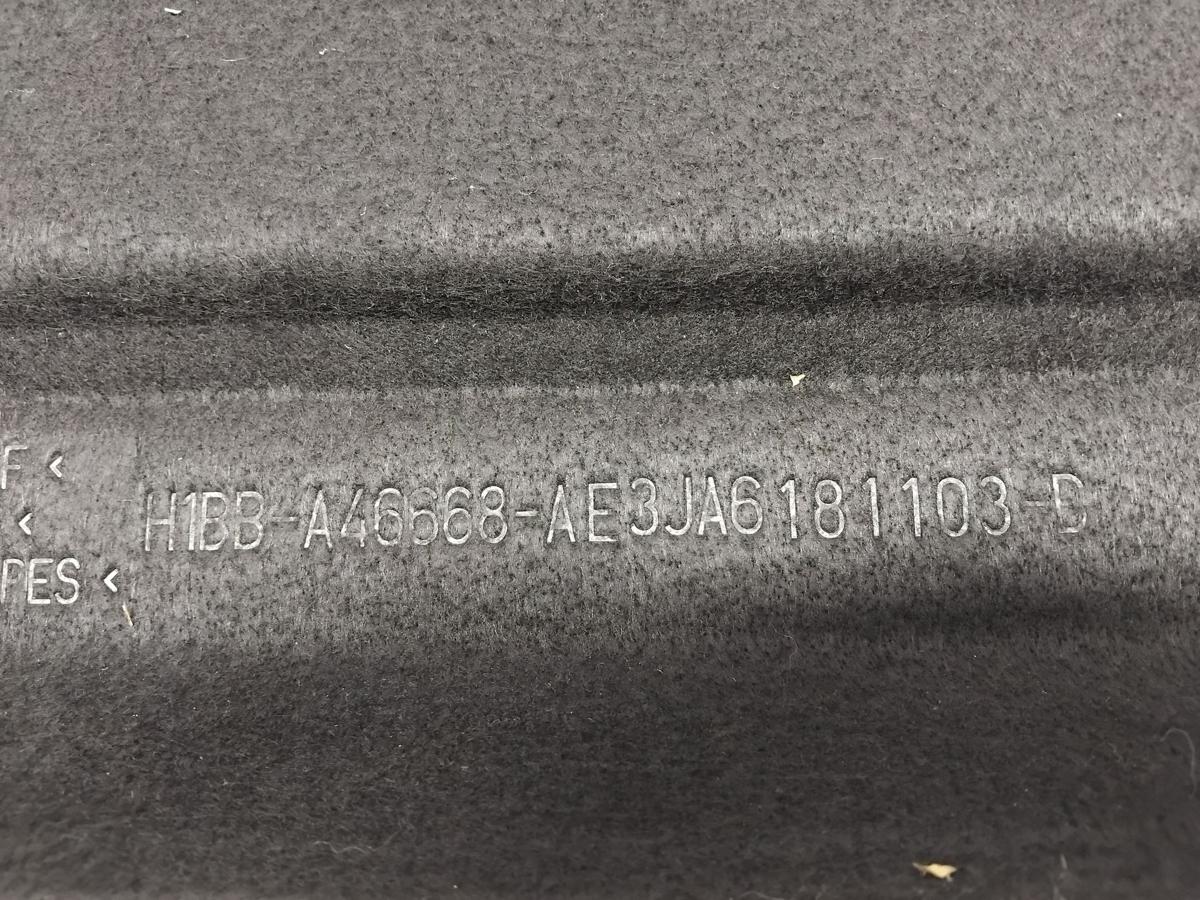 F <
<
PES <
H1BB-A46668-AE3JA6181103-D